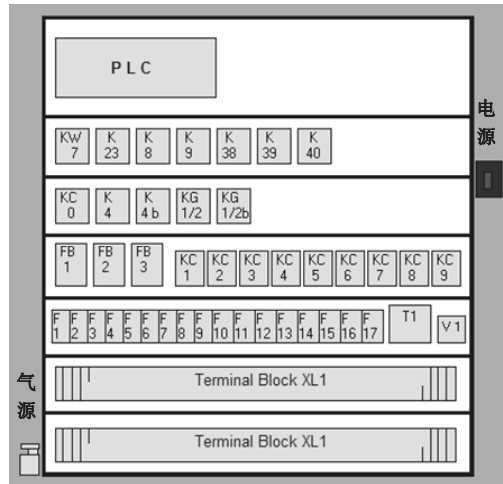 PLC
电源
KW 7 K 23 K 8 K 9 K 38 K 39 K 40
KC 0 K 4 K 4b KG 1/2 KG 1/2b
FB 1 FB 2 FB 3 KC 1 KC 2 KC 3 KC 4 KC 5 KC 6 KC 7 KC 8 KC 9
F 1 F 2 F 3 F 4 F 5 F 6 F 7 F 8 F 9 F 10 F 11 F 12 F 13 F 14 F 15 F 16 F 17 T1 V1
气源
Terminal Block XL1
Terminal Block XL1